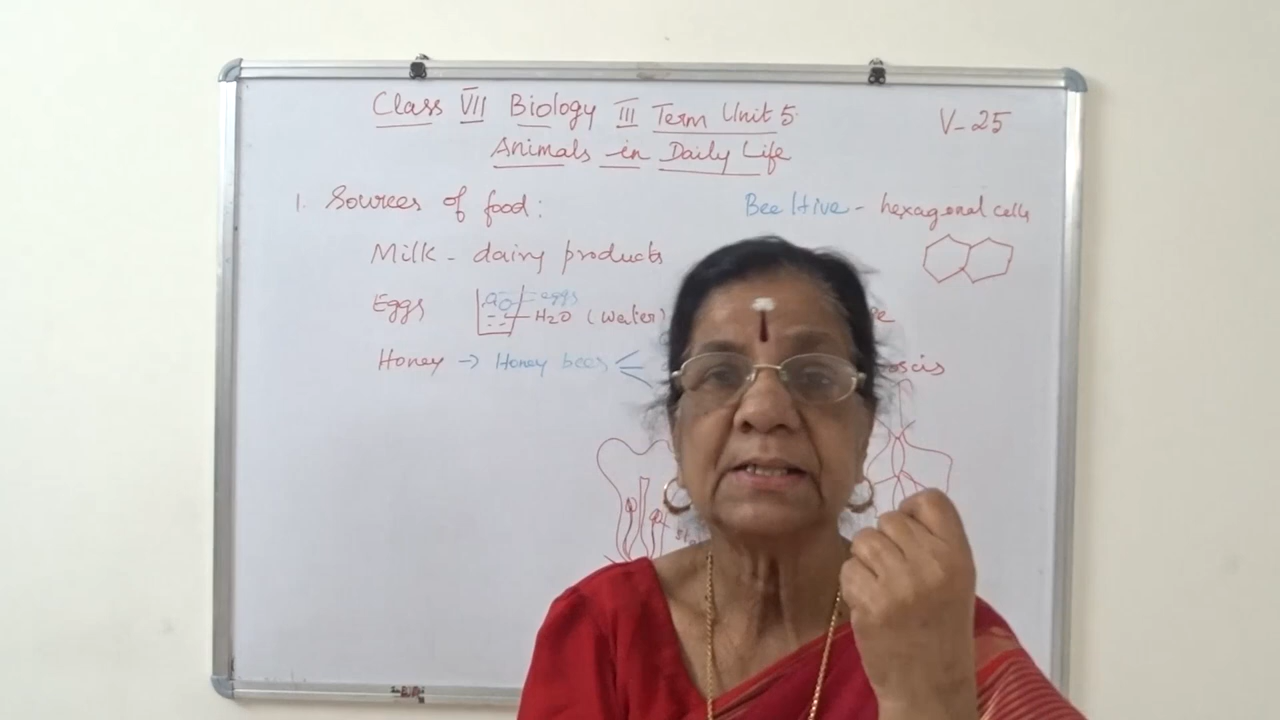 Class VII Biology III Term Unit 5
V-25
Animals in Daily Life
1. Sources of food:
Bee Hive - hexagonal cells
Milk - dairy products
Eggs
eggs
H2O (water)
Honey → Honey bees